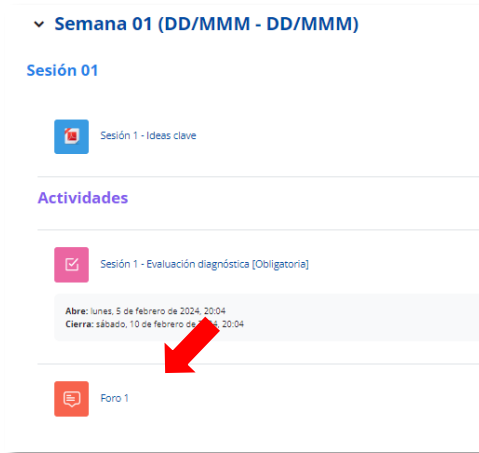 Semana 01 (DD/MMM - DD/MMM)
Sesión 01
Sesión 1 - Ideas clave
Actividades
Sesión 1 - Evaluación diagnóstica [Obligatoria]
Abre: lunes, 5 de febrero de 2024, 20:04
Cierra: sábado, 10 de febrero de 2024, 20:04
Foro 1